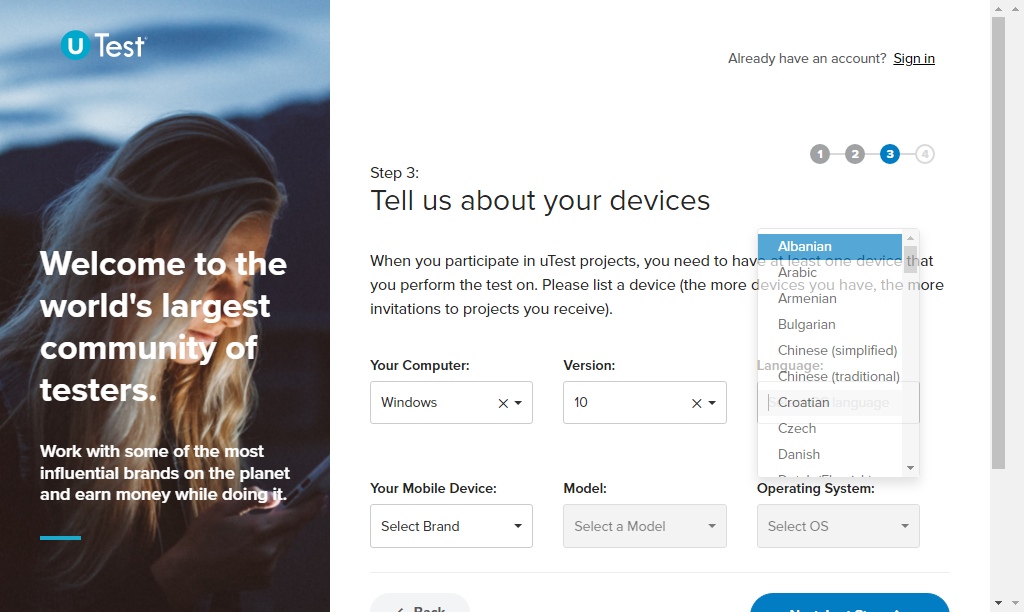 U Test
Already have an account? Sign in
1 2 3 4
Step 3:
Tell us about your devices
Welcome to the
world's largest
community of
testers.
Work with some of the most
influential brands on the planet
and earn money while doing it.
When you participate in uTest projects, you need to have at least one device that
you perform the test on. Please list a device (the more devices you have, the more
invitations to projects you receive).
Your Computer:
Windows
Version:
10
Language:
Albanian
Arabic
Armenian
Bulgarian
Chinese (simplified)
Chinese (traditional)
Croatian
Czech
Danish
Your Mobile Device:
Select Brand
Model:
Select a Model
Operating System:
Select OS
Back